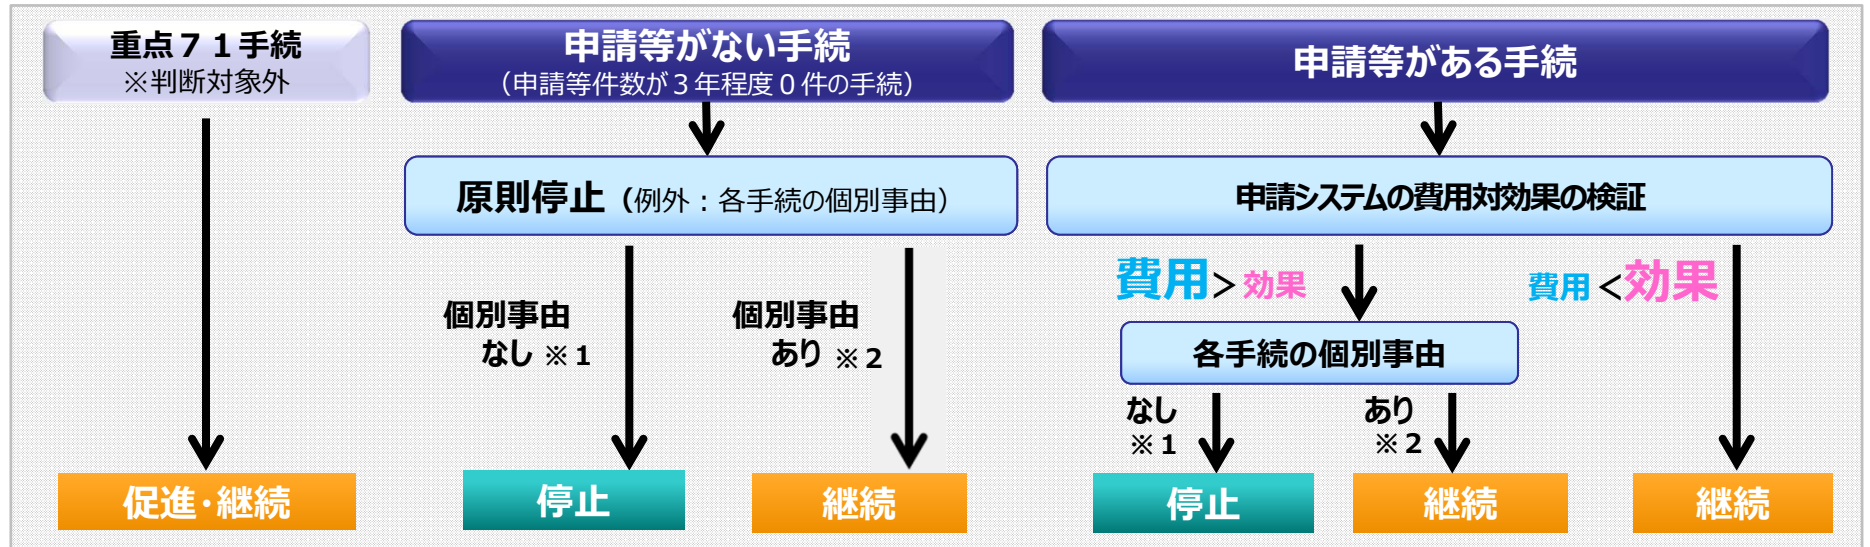 重点７１手続
※判断対象外
申請等がない手続
（申請等件数が３年程度０件の手続）
申請等がある手続
原則停止（例外：各手続の個別事由）
申請システムの費用対効果の検証
個別事由
なし ※１
個別事由
あり ※２
費用＞効果
費用＜効果
各手続の個別事由
なし
※１
あり
※２
促進・継続
停止
継続
停止
継続
継続